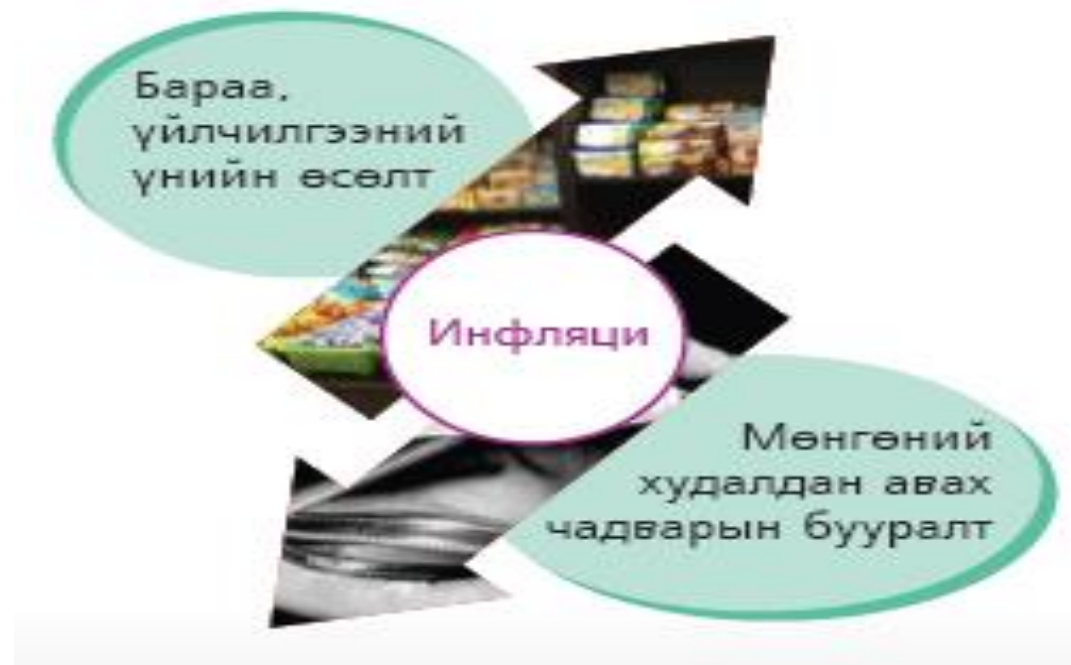 Бараа,
үйлчилгээний
үнийн өсөлт
Инфляци
Мөнгөний
худалдан авах
чадварын бууралт